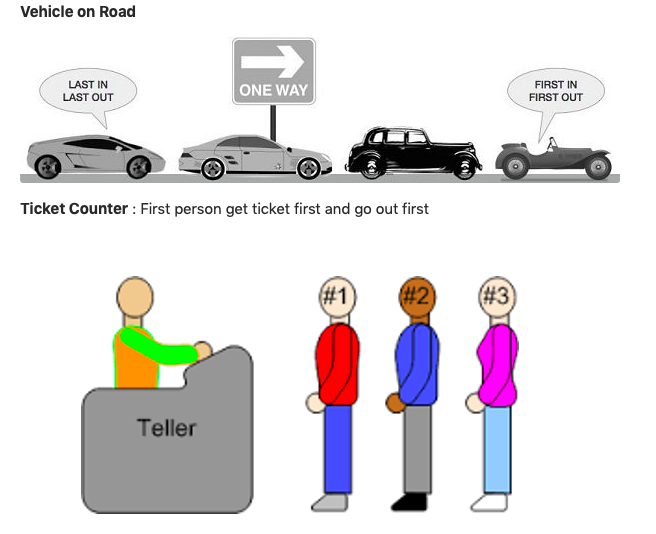 Vehicle on Road
LAST IN
LAST OUT
ONE WAY
FIRST IN
FIRST OUT
Ticket Counter : First person get ticket first and go out first
#1
#2
#3
Teller